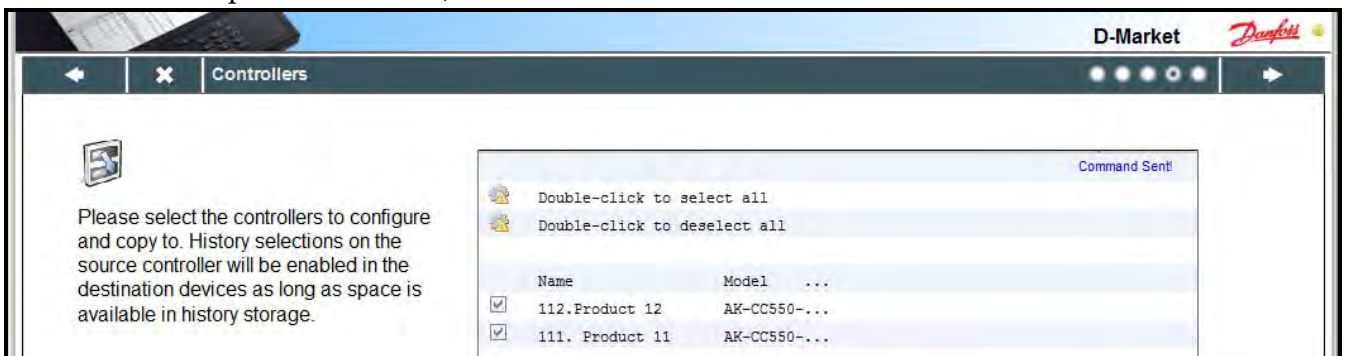 D-Market
Danfoss
Controllers
Command Sent!
Double-click to select all
Double-click to deselect all
Please select the controllers to configure
and copy to. History selections on the
source controller will be enabled in the
destination devices as long as space is
available in history storage.
Name Model ...
112.Product 12 AK-CC550-...
111. Product 11 AK-CC550-...